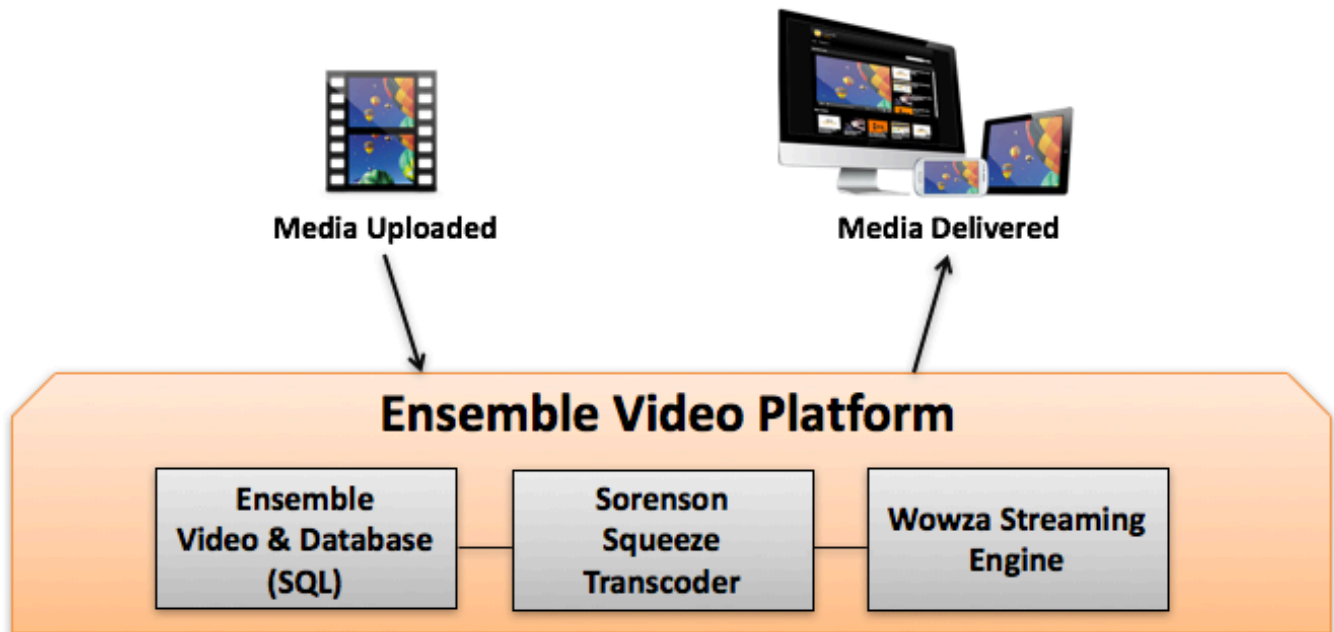 Media Uploaded
Media Delivered
Ensemble Video Platform
Ensemble
Video & Database
(SQL)
Sorenson
Squeeze
Transcoder
Wowza Streaming
Engine